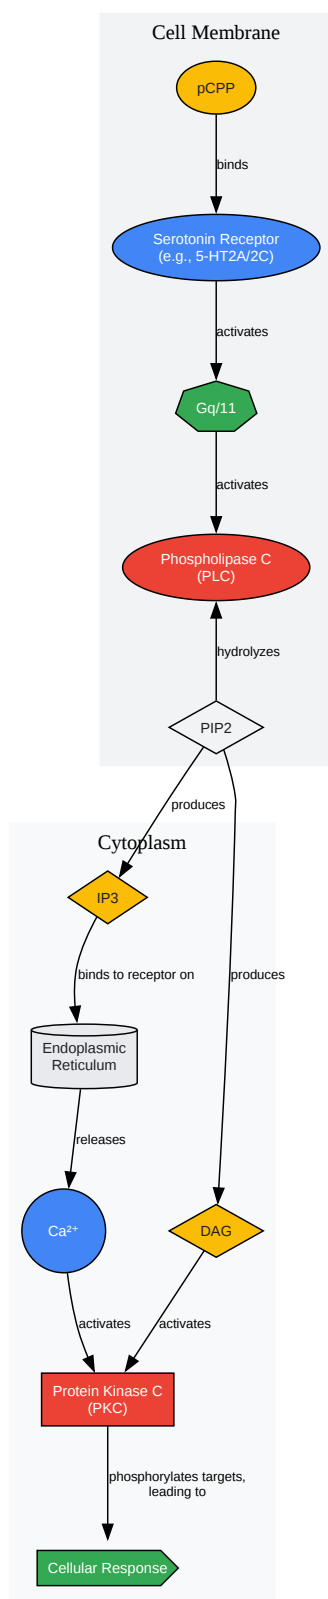 Cell Membrane
pCPP
binds
Serotonin Receptor
(e.g., 5-HT2A/2C)
activates
Gq/11
activates
Phospholipase C
(PLC)
hydrolyzes
PIP2
produces
Cytoplasm
IP3
binds to receptor on
produces
Endoplasmic
Reticulum
releases
Ca²⁺
DAG
activates
activates
Protein Kinase C
(PKC)
phosphorylates targets,
leading to
Cellular Response